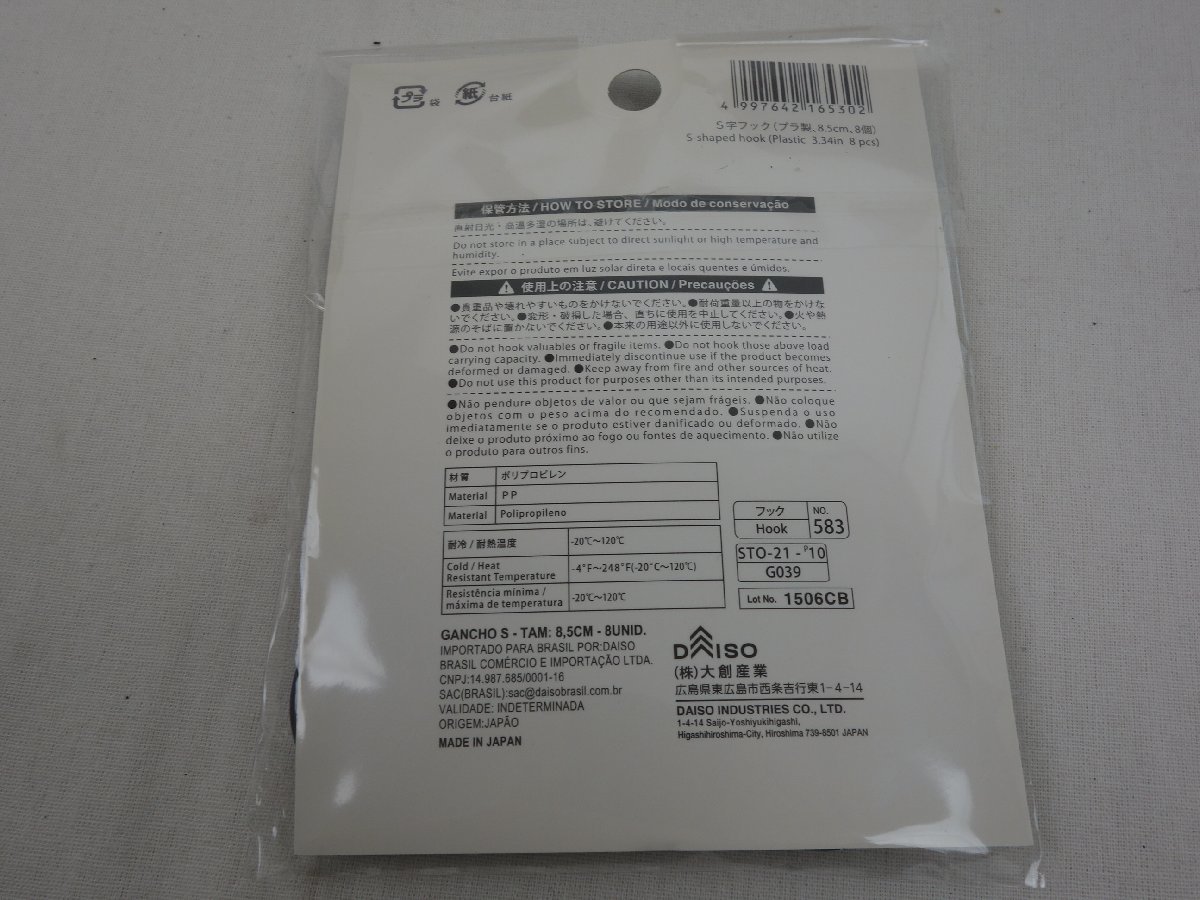 プラ 袋 紙 台紙
4 997642 165302
S字フック(プラ製、8.5cm、8個)
S-shaped hook (Plastic 3.34in 8 pcs)
保管方法 / HOW TO STORE / Modo de conservação
直射日光・高温多湿の場所は、避けてください。
Do not store in a place subject to direct sunlight or high temperature and
humidity.
Evite expor o produto em luz solar direta e locais quentes e úmidos.
使用上の注意 / CAUTION / Precauções
●貴重品や壊れやすいものをかけないでください。●耐荷重量以上の物をかけな
いでください。●変形・破損した場合、直ちに使用を中止してください。●火や熱
源のそばに置かないでください。●本来の用途以外に使用しないでください。
●Do not hook valuables or fragile items. ●Do not hook those above load
carrying capacity. ●Immediately discontinue use if the product becomes
deformed or damaged. ●Keep away from fire and other sources of heat.
●Do not use this product for purposes other than its intended purposes.
●Não pendure objetos de valor ou que sejam frágeis. ●Não coloque
objetos com o peso acima do recomendado. ●Suspenda o uso
imediatamente se o produto estiver danificado ou deformado. ●Não
deixe o produto próximo ao fogo ou fontes de aquecimento. ●Não utilize
o produto para outros fins.
材質 ポリプロピレン
Material PP
Material Polipropileno
耐冷 / 耐熱温度 -20℃~120℃
Cold / Heat
Resistant Temperature -4°F~248°F(-20°C~120℃)
Resistência mínima /
máxima de temperatura -20℃~120℃
フック NO.
Hook 583
STO-21 - P10
G039
Lot No. 1506CB
GANCHO S - TAM: 8,5CM - 8UNID.
IMPORTADO PARA BRASIL POR:DAISO
BRASIL COMÉRCIO E IMPORTAÇÃO LTDA.
CNPJ:14.987.685/0001-16
SAC(BRASIL):sac@daisobrasil.com.br
VALIDADE: INDETERMINADA
ORIGEM:JAPÃO
MADE IN JAPAN
DAISO
(株)大創産業
広島県東広島市西条吉行東1-4-14
DAISO INDUSTRIES CO., LTD.
1-4-14 Saijo-Yoshiyukihigashi,
Higashihiroshima-City, Hiroshima 739-8501 JAPAN